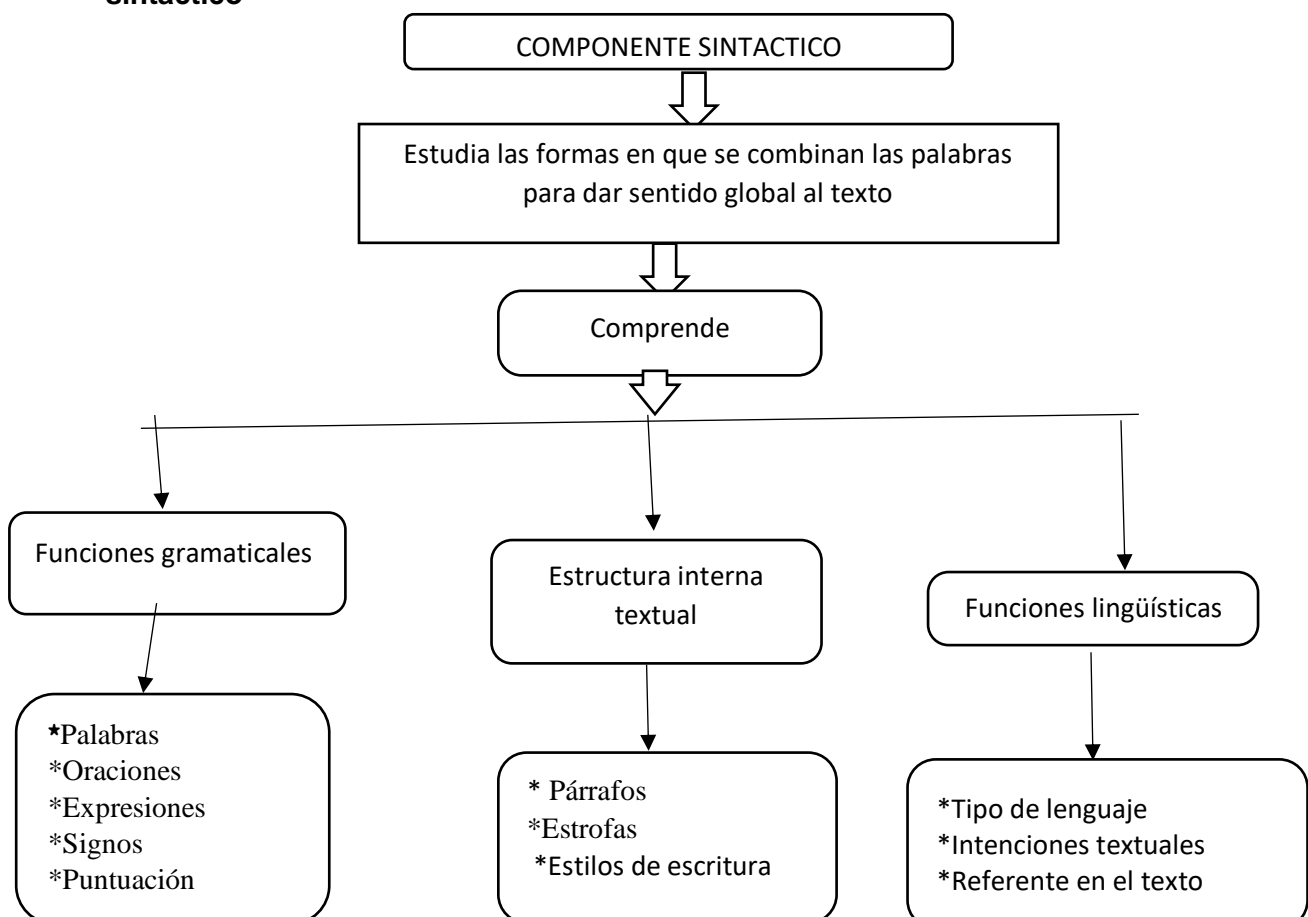 sintáctico
COMPONENTE SINTACTICO
Estudia las formas en que se combinan las palabras
para dar sentido global al texto
Comprende
Funciones gramaticales
Estructura interna
textual
Funciones lingüísticas
*Palabras
*Oraciones
*Expresiones
*Signos
*Puntuación
* Párrafos
*Estrofas
*Estilos de escritura
*Tipo de lenguaje
*Intenciones textuales
*Referente en el texto